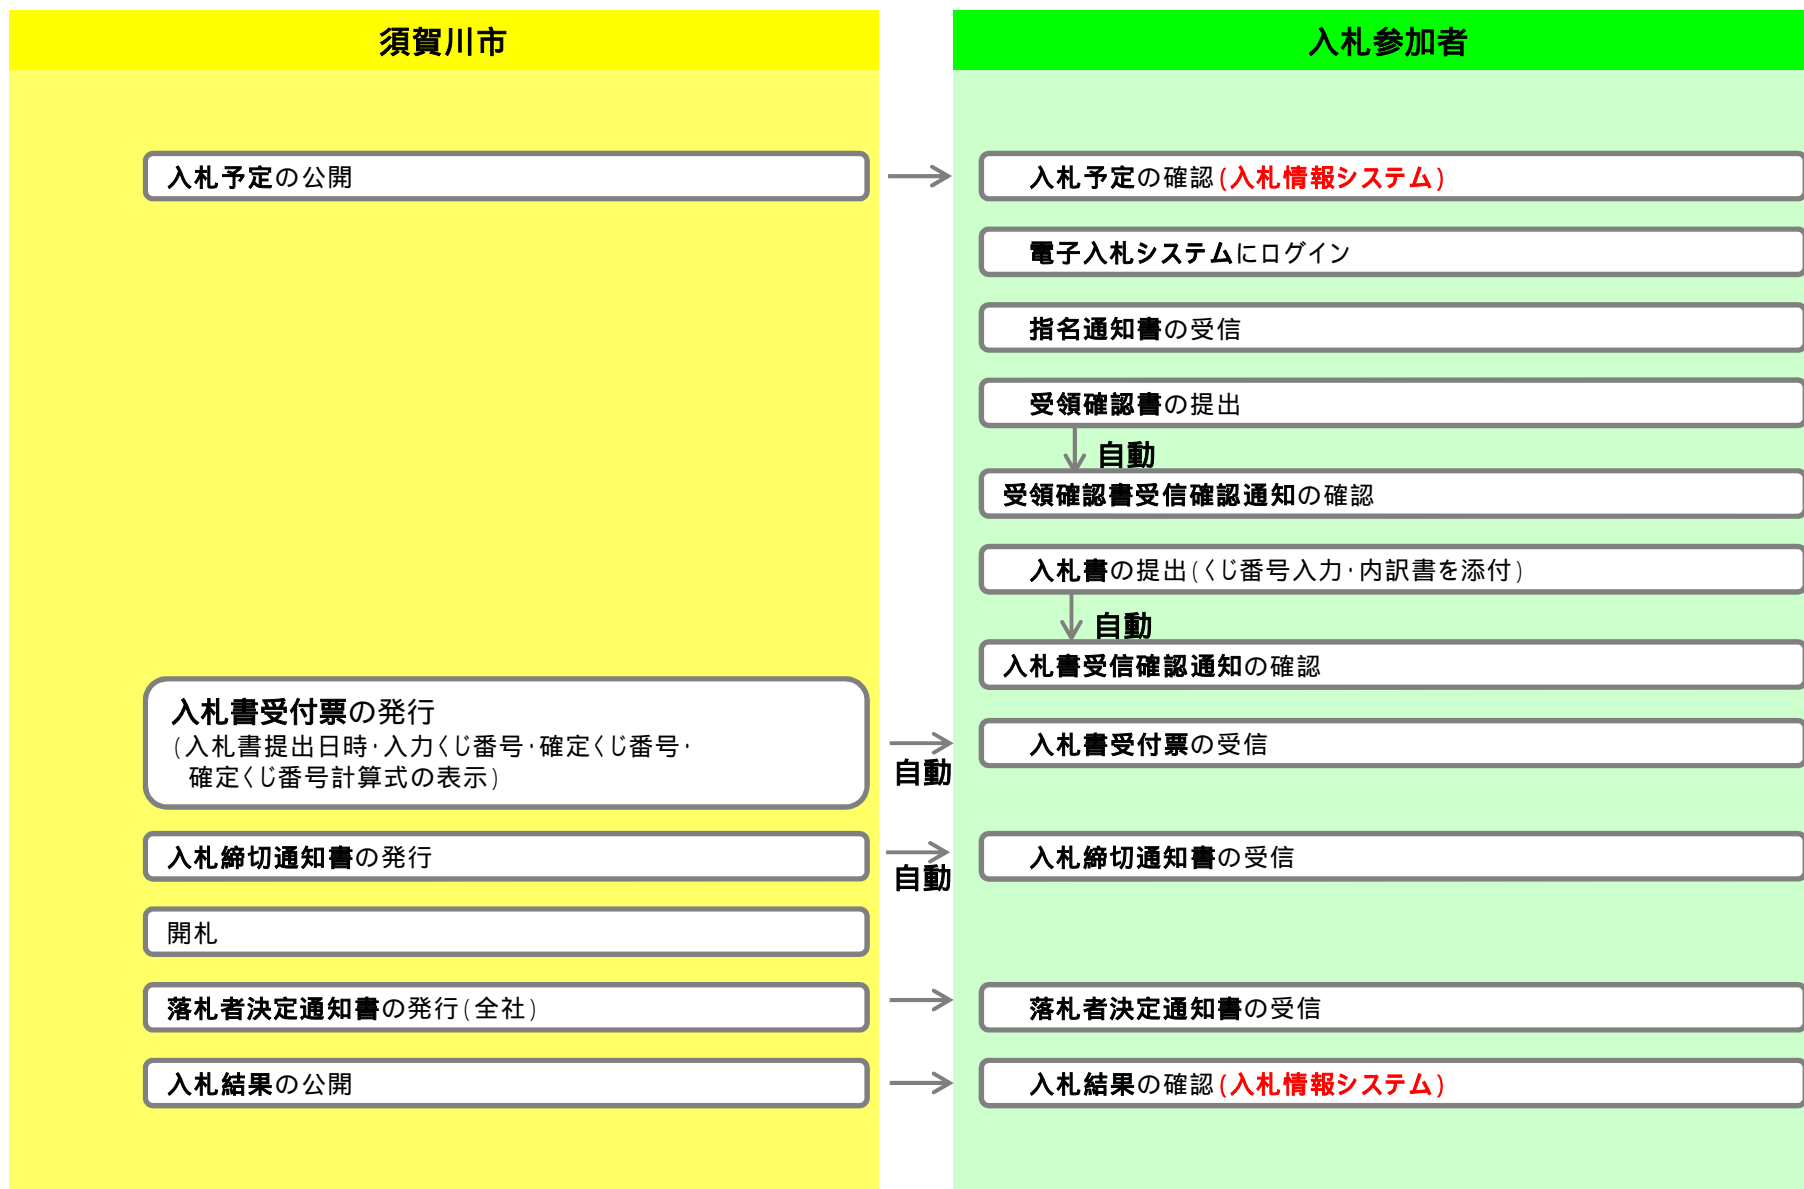 須賀川市
入札参加者
入札予定の公開
入札予定の確認(入札情報システム)
電子入札システムにログイン
指名通知書の受信
受領確認書の提出
自動
受領確認書受信確認通知の確認
入札書の提出(くじ番号入力・内訳書を添付)
自動
入札書受信確認通知の確認
入札書受付票の発行
(入札書提出日時・入力くじ番号・確定くじ番号・
確定くじ番号計算式の表示)
自動
入札書受付票の受信
入札締切通知書の発行
自動
入札締切通知書の受信
開札
落札者決定通知書の発行(全社)
落札者決定通知書の受信
入札結果の公開
入札結果の確認(入札情報システム)